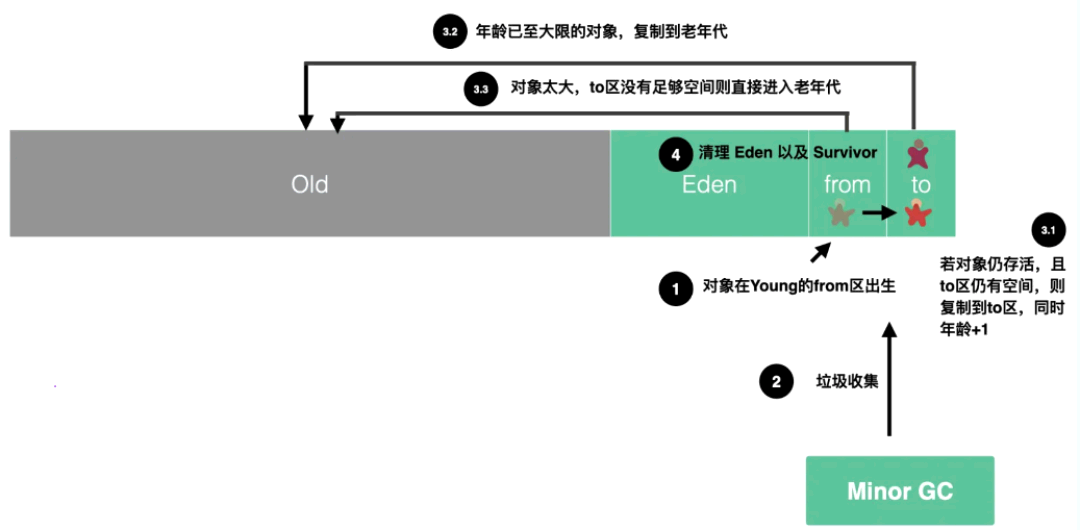 3.2 年龄已至大限的对象，复制到老年代
3.3 对象太大，to区没有足够空间则直接进入老年代
4 清理 Eden 以及 Survivor
Old
Eden
from
to
1 对象在Young的from区出生
3.1
若对象仍存活，且
to区仍有空间，则
复制到to区，同时
年龄+1
2 垃圾收集
Minor GC